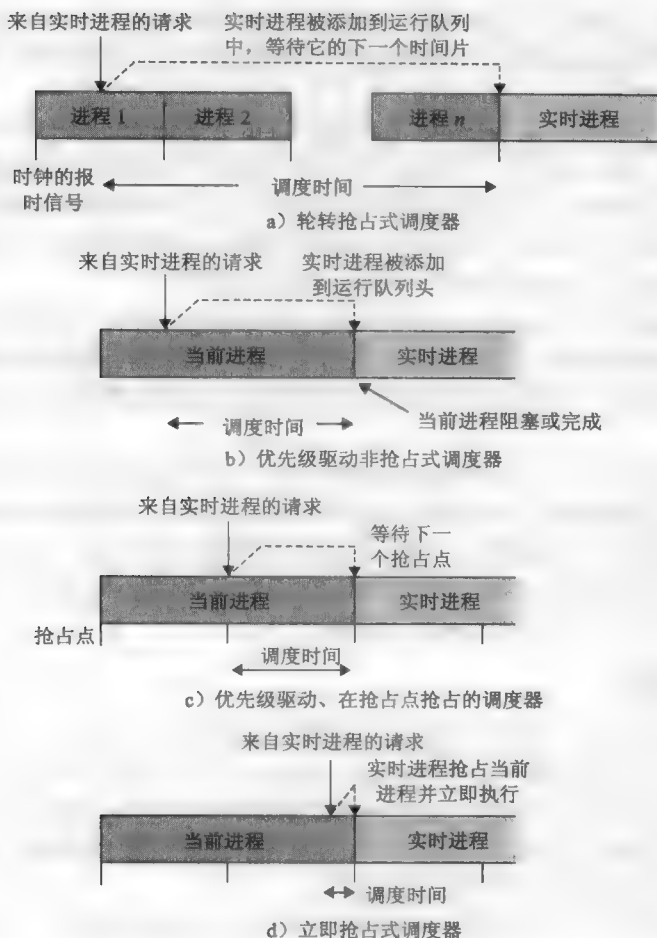 来自实时进程的请求
实时进程被添加到运行队列
中，等待它的下一个时间片
进程 1
进程 2
进程 n
实时进程
时钟的报
时信号
调度时间
a）轮转抢占式调度器
来自实时进程的请求
实时进程被添加
到运行队列头
当前进程
实时进程
调度时间
当前进程阻塞或完成
b）优先级驱动非抢占式调度器
来自实时进程的请求
等待下一
个抢占点
当前进程
实时进程
抢占点
调度时间
c）优先级驱动、在抢占点抢占的调度器
来自实时进程的请求
实时进程抢占当前
进程并立即执行
当前进程
实时进程
调度时间
d）立即抢占式调度器